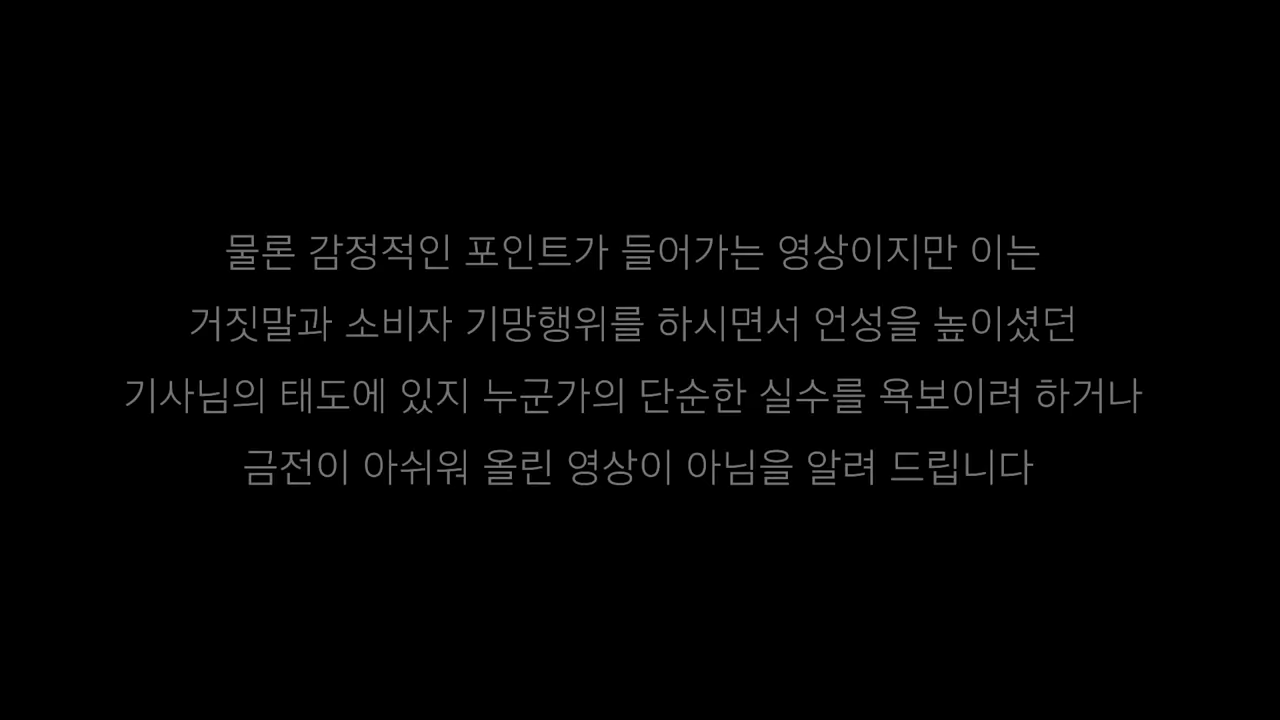 물론 감정적인 포인트가 들어가는 영상이지만 이는
거짓말과 소비자 기망행위를 하시면서 언성을 높이셨던
기사님의 태도에 있지 누군가의 단순한 실수를 욕보이려 하거나
금전이 아쉬워 올린 영상이 아님을 알려 드립니다